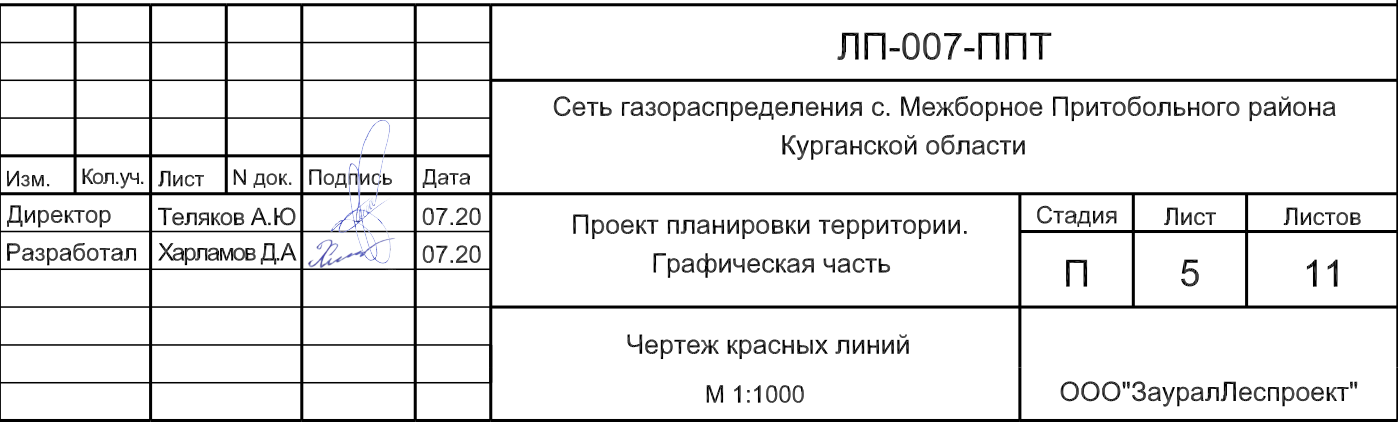 ЛП-007-ППТ
Сеть газораспределения с. Межборное Притобольного района
Курганской области
Изм. Кол.уч. Лист N док. Подпись Дата
Директор Теляков А.Ю 07.20
Разработал Харламов Д.А 07.20
Проект планировки территории.
Графическая часть
Стадия Лист Листов
П 5 11
Чертеж красных линий
М 1:1000
ООО"ЗауралЛеспроект"